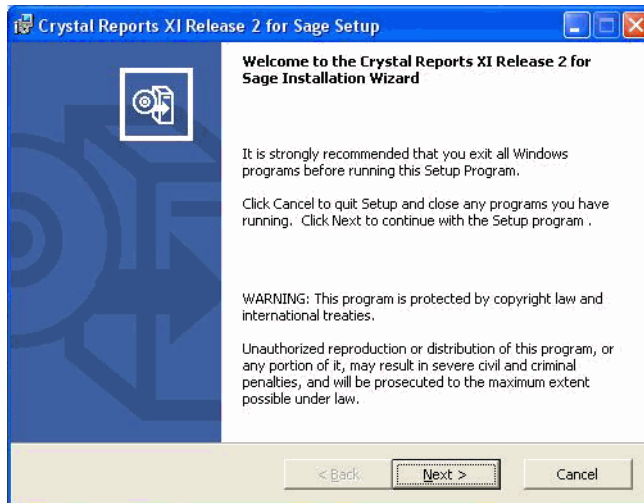 Crystal Reports XI Release 2 for Sage Setup
Welcome to the Crystal Reports XI Release 2 for
Sage Installation Wizard
It is strongly recommended that you exit all Windows
programs before running this Setup Program.
Click Cancel to quit Setup and close any programs you have
running. Click Next to continue with the Setup program .
WARNING: This program is protected by copyright law and
international treaties.
Unauthorized reproduction or distribution of this program, or
any portion of it, may result in severe civil and criminal
penalties, and will be prosecuted to the maximum extent
possible under law.
< Back Next > Cancel